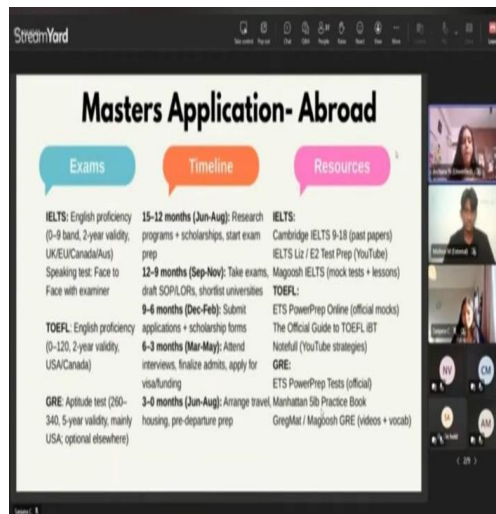 StreamYard
Masters Application- Abroad
Exams
Timeline
Resources
IELTS: English proficiency
(0–9 band, 2-year validity,
UK/EU/Canada/Aus)
Speaking test: Face to
Face with examiner
TOEFL: English proficiency
(0–120, 2-year validity,
USA/Canada)
GRE: Aptitude test (260–
340, 5-year validity, mainly
USA; optional elsewhere)
15–12 months (Jun-Aug): Research
programs + scholarships, start exam
prep
12–9 months (Sep-Nov): Take exams,
draft SOP/LORs, shortlist universities
9–6 months (Dec-Feb): Submit
applications + scholarship forms
6–3 months (Mar-May): Attend
interviews, finalize admits, apply for
visa/funding
3–0 months (Jun-Aug): Arrange travel,
housing, pre-departure prep
IELTS:
Cambridge IELTS 9-18 (past papers)
IELTS Liz / E2 Test Prep (YouTube)
Magoosh IELTS (mock tests + lessons)
TOEFL:
ETS PowerPrep Online (official mocks)
The Official Guide to TOEFL iBT
Notefull (YouTube strategies)
GRE:
ETS PowerPrep Tests (official)
Manhattan 5lb Practice Book
GregMat / Magoosh GRE (videos + vocab)
NV
CM
SA
AM
2/9